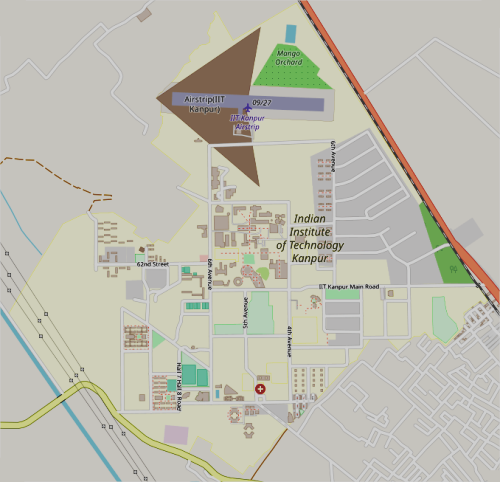 Mango
Orchard
Airstrip(IIT
Kanpur)
09/27
IIT Kanpur
Airstrip
6th Avenue
Indian
Institute
of Technology
Kanpur
62nd Street
6th Avenue
IIT Kanpur Main Road
5th Avenue
4th Avenue
hall 7 Hall 8 Road